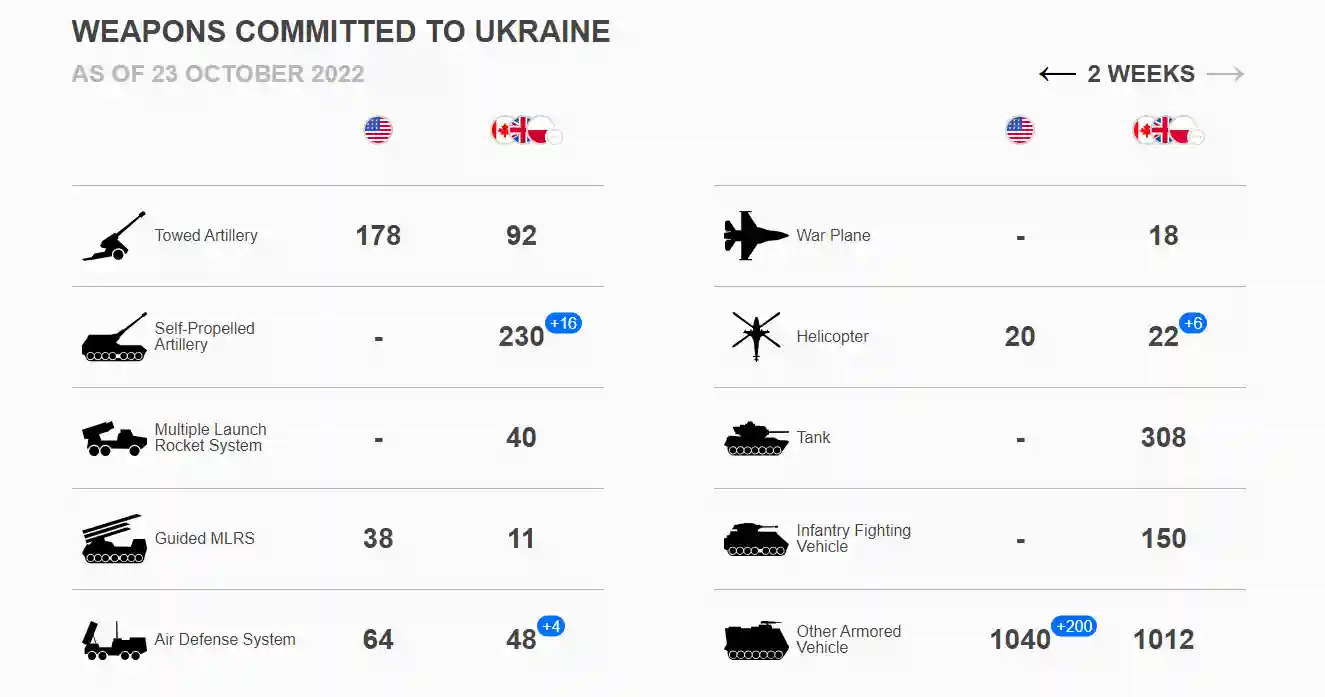 WEAPONS COMMITTED TO UKRAINE
AS OF 23 OCTOBER 2022
2 WEEKS
Towed Artillery 178 92
Self-Propelled
Artillery - 230 +16
Multiple Launch
Rocket System - 40
Guided MLRS 38 11
Air Defense System 64 48 +4
War Plane - 18
Helicopter 20 22 +6
Tank - 308
Infantry Fighting
Vehicle - 150
Other Armored
Vehicle 1040 +200 1012